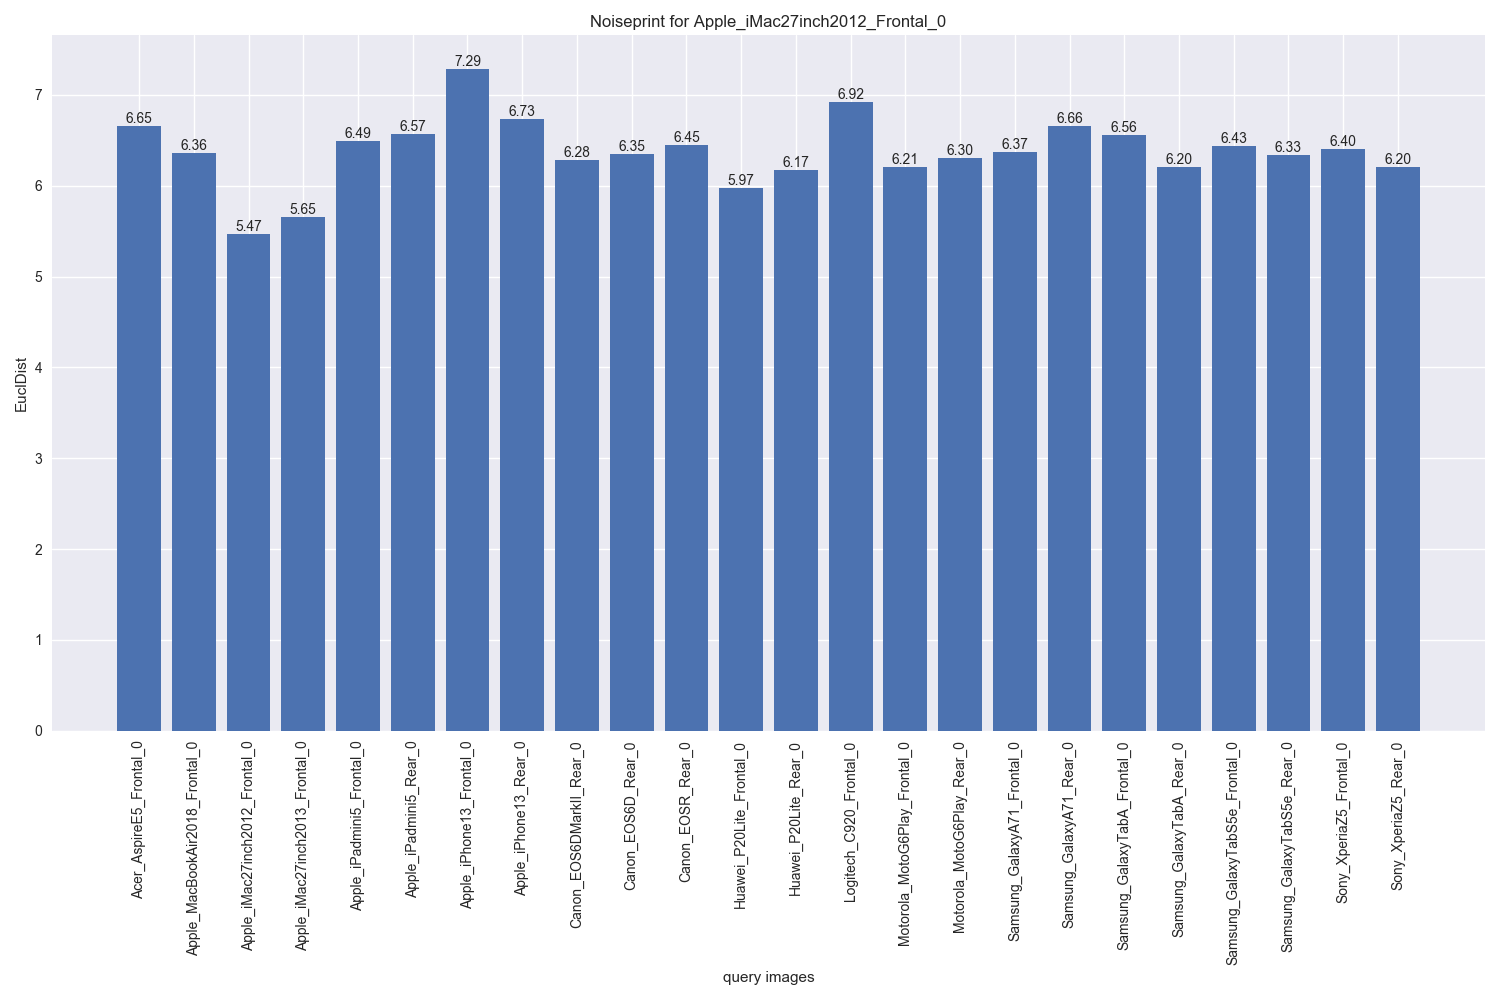 Noiseprint for Apple_iMac27inch2012_Frontal_0
EuclDist
7
6
5
4
3
2
1
0
6.65
6.36
5.47
5.65
6.49
6.57
7.29
6.73
6.28
6.35
6.45
5.97
6.17
6.92
6.21
6.30
6.37
6.66
6.56
6.20
6.43
6.33
6.40
6.20
Acer_AspireE5_Frontal_0
Apple_MacBookAir2018_Frontal_0
Apple_iMac27inch2012_Frontal_0
Apple_iMac27inch2013_Frontal_0
Apple_iPadmini5_Frontal_0
Apple_iPadmini5_Rear_0
Apple_iPhone13_Frontal_0
Apple_iPhone13_Rear_0
Canon_EOS6DMarkII_Rear_0
Canon_EOS6D_Rear_0
Canon_EOSR_Rear_0
Huawei_P20Lite_Frontal_0
Huawei_P20Lite_Rear_0
Logitech_C920_Frontal_0
Motorola_MotoG6Play_Frontal_0
Motorola_MotoG6Play_Rear_0
Samsung_GalaxyA71_Frontal_0
Samsung_GalaxyA71_Rear_0
Samsung_GalaxyTabA_Frontal_0
Samsung_GalaxyTabA_Rear_0
Samsung_GalaxyTabS5e_Frontal_0
Samsung_GalaxyTabS5e_Rear_0
Sony_XperiaZ5_Frontal_0
Sony_XperiaZ5_Rear_0
query images